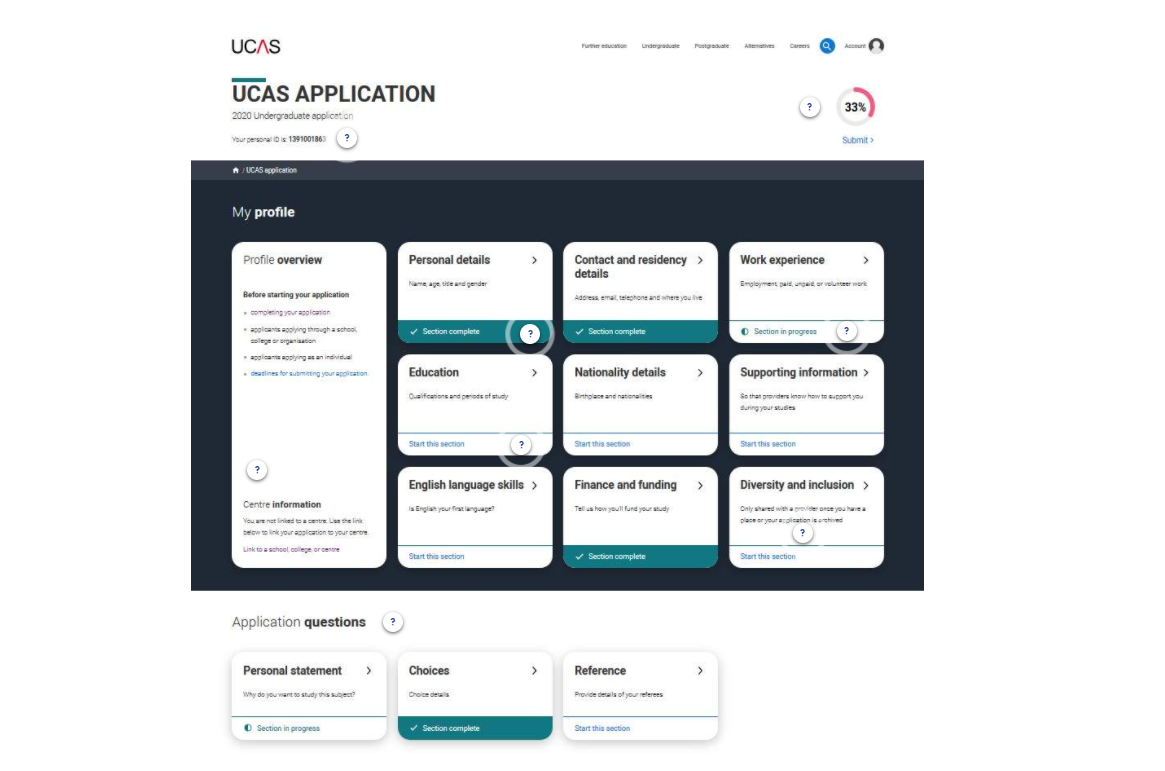 UCAS
Further education Undergraduate Postgraduate Alternatives Careers Account
UCAS APPLICATION
2020 Undergraduate application
?
33%
Your personal ID is: 1391001863
?
Submit >
/ UCAS application
My profile
Profile overview
Before starting your application
completing your application
applicants applying through a school,
college or organisation
applicants applying as an individual
deadlines for submitting your application
?
Centre information
You are not linked to a centre. Use the link
below to link your application to your centre.
Link to a school, college, or centre
Personal details
Name, age, title and gender
Section complete
?
Contact and residency
details
Address, email, telephone and where you live
Section complete
Work experience
Employment, paid, unpaid, or volunteer work
Section in progress
?
Education
Qualifications and periods of study
Start this section
?
Nationality details
Birthplace and nationalities
Start this section
Supporting information
So that providers know how to support you
during your studies
Start this section
English language skills
Is English your first language?
Start this section
Finance and funding
Tell us how you'll fund your study
Section complete
Diversity and inclusion
Only shared with a provider once you have a
place or your application is archived
?
Start this section
Application questions
?
Personal statement
Why do you want to study this subject?
Section in progress
Choices
Choice details
Section complete
Reference
Provide details of your referees
Start this section